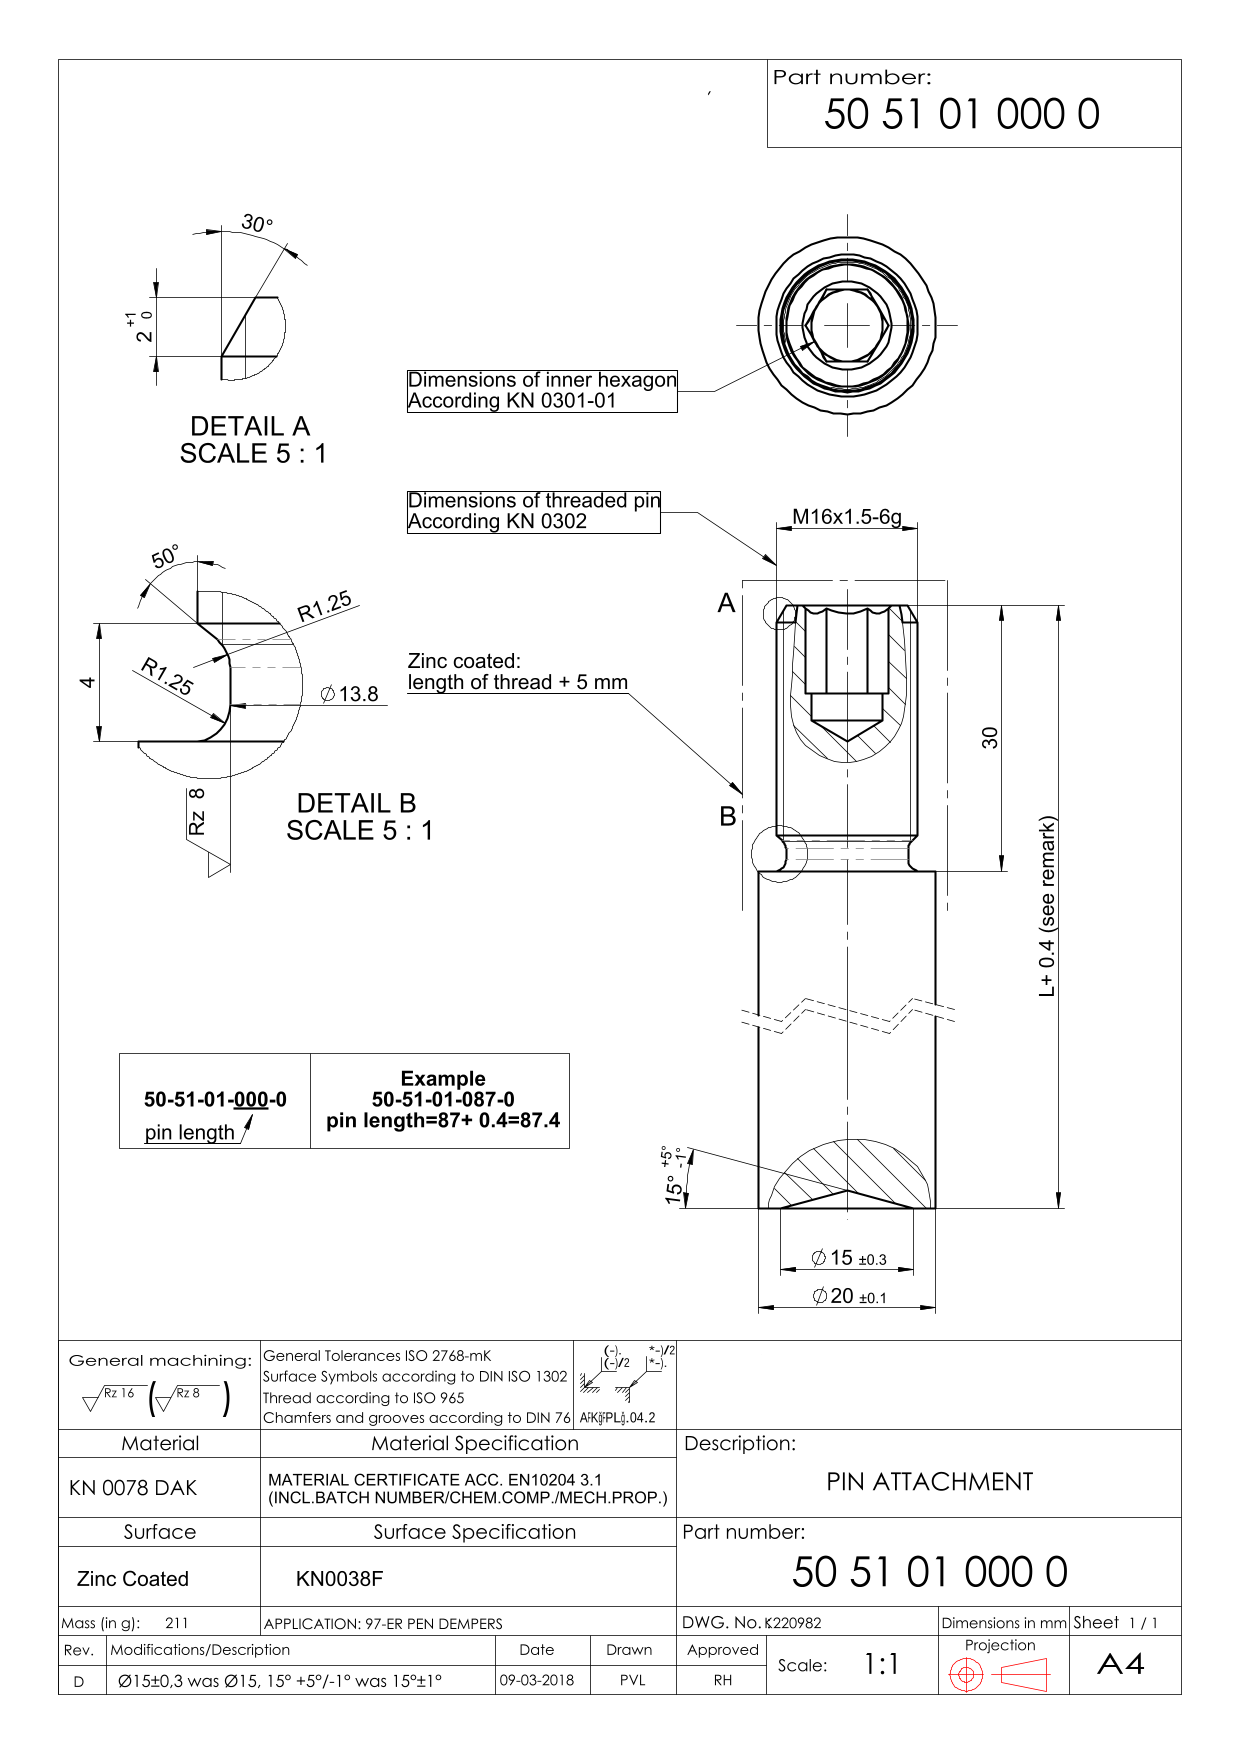 Part number:
50 51 01 000 0
30°
2 +1 0
DETAIL A
SCALE 5 : 1
Dimensions of inner hexagon
According KN 0301-01
Dimensions of threaded pin
According KN 0302
M16x1.5-6g
50°
R1.25
R1.25
4
∅13.8
Rz 8
DETAIL B
SCALE 5 : 1
A
Zinc coated:
length of thread + 5 mm
B
30
L+ 0.4 (see remark)
50-51-01-000-0
pin length
Example
50-51-01-087-0
pin length=87+ 0.4=87.4
15° +5° -1°
∅15 ±0.3
∅20 ±0.1
General machining:
Rz 16 (Rz 8)
General Tolerances ISO 2768-mK
Surface Symbols according to DIN ISO 1302
Thread according to ISO 965
Chamfers and grooves according to DIN 76
(-). *-)/2
(-)/2 *-).
Material
Material Specification
Description:
KN 0078 DAK
MATERIAL CERTIFICATE ACC. EN10204 3.1
(INCL.BATCH NUMBER/CHEM.COMP./MECH.PROP.)
PIN ATTACHMENT
Surface
Surface Specification
Part number:
Zinc Coated
KN0038F
50 51 01 000 0
Mass (in g): 211
APPLICATION: 97-ER PEN DEMPERS
DWG. No. K220982
Dimensions in mm
Sheet 1 / 1
Rev.
Modifications/Description
Date
Drawn
Approved
Scale: 1:1
Projection
A4
D
Ø15±0,3 was Ø15, 15° +5°/-1° was 15°±1°
09-03-2018
PVL
RH